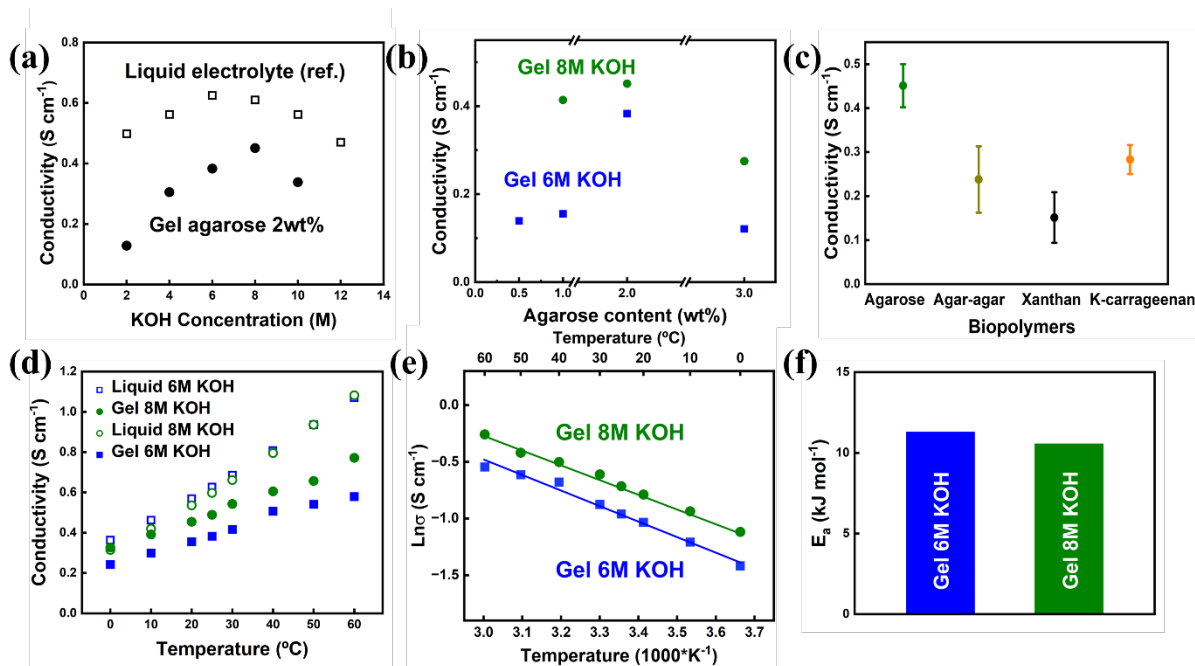 (a)
Conductivity (S cm⁻¹)
0.8
0.6
0.4
0.2
0.0
Liquid electrolyte (ref.)
Gel agarose 2wt%
0 2 4 6 8 10 12 14
KOH Concentration (M)
(b)
Conductivity (S cm⁻¹)
0.4
0.2
0.0
Gel 8M KOH
Gel 6M KOH
0.0 0.5 1.0 2.0 3.0
Agarose content (wt%)
(c)
Conductivity (S cm⁻¹)
0.5
0.4
0.3
0.2
0.1
0.0
Agarose Agar-agar Xanthan K-carrageenan
Biopolymers
(d)
Conductivity (S cm⁻¹)
1.2
1.0
0.8
0.6
0.4
0.2
0.0
Liquid 6M KOH
Gel 8M KOH
Liquid 8M KOH
Gel 6M KOH
0 10 20 30 40 50 60
Temperature (ºC)
(e)
Temperature (ºC)
60 50 40 30 20 10 0
Lnσ (S cm⁻¹)
0.0
−0.5
−1.0
−1.5
Gel 8M KOH
Gel 6M KOH
3.0 3.1 3.2 3.3 3.4 3.5 3.6 3.7
Temperature (1000*K⁻¹)
(f)
Eₐ (kJ mol⁻¹)
15
10
5
0
Gel 6M KOH
Gel 8M KOH